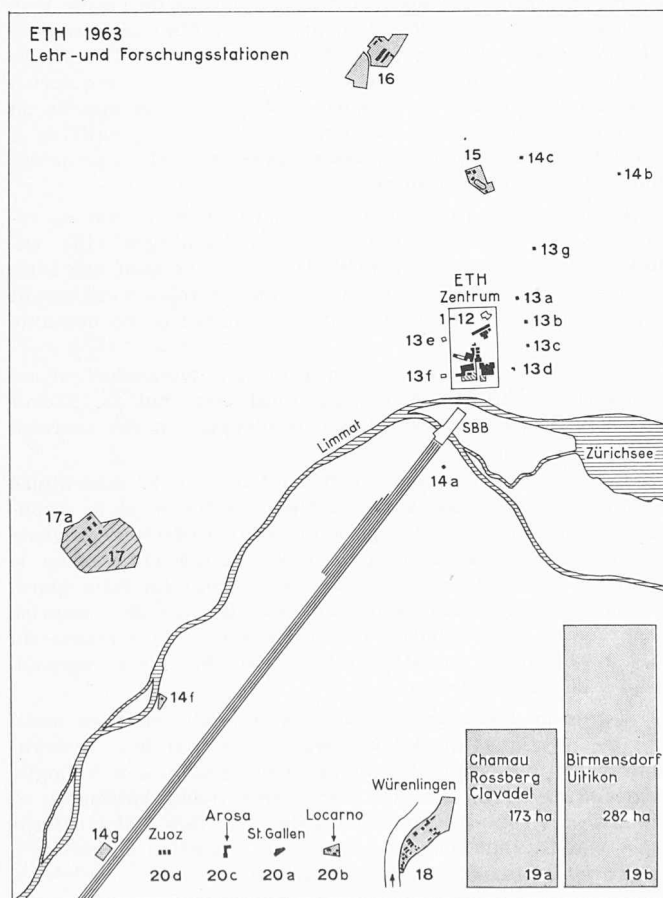 ETH 1963
Lehr-und Forschungsstationen
16
15
14c
14b
13g
ETH
Zentrum
13a
1-12
13b
13e
13c
13f
13d
Limmat
SBB
Zürichsee
14a
17a
17
14f
Würenlingen
Chamau
Rossberg
Clavadel
173 ha
Birmensdorf
Uitikon
282 ha
14g
Zuoz
Arosa
St.Gallen
Locarno
20d
20c
20a
20b
18
19a
19b